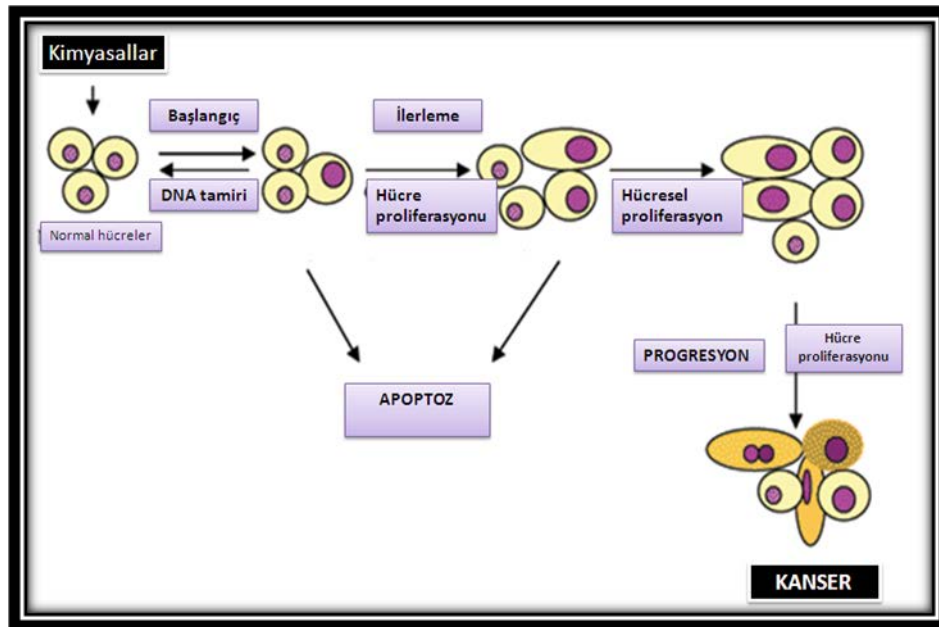 Kimyasallar
Başlangıç
İlerleme
DNA tamiri
Hücre
proliferasyonu
Hücresel
proliferasyon
Normal hücreler
PROGRESYON
Hücre
proliferasyonu
APOPTOZ
KANSER